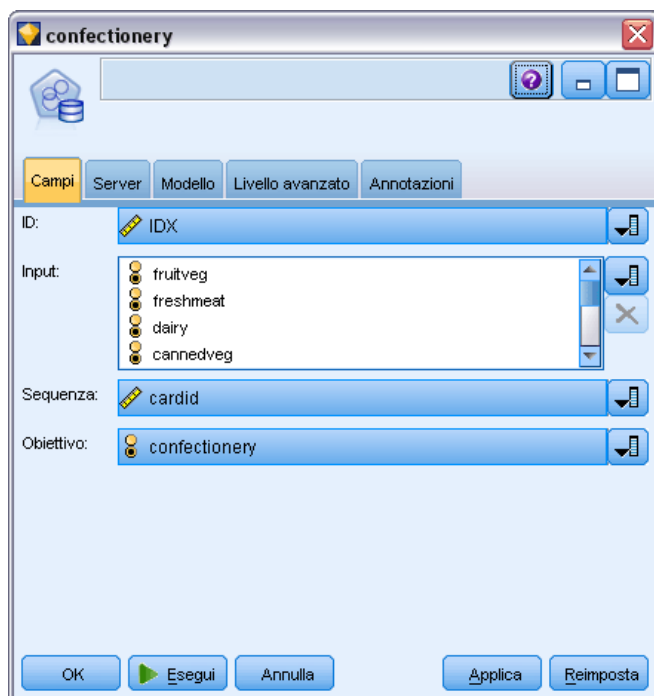 confectionery
?
Campi Server Modello Livello avanzato Annotazioni
ID: IDX
Input: fruitveg
freshmeat
dairy
cannedveg
Sequenza: cardid
Obiettivo: confectionery
OK Esegui Annulla Applica Reimposta